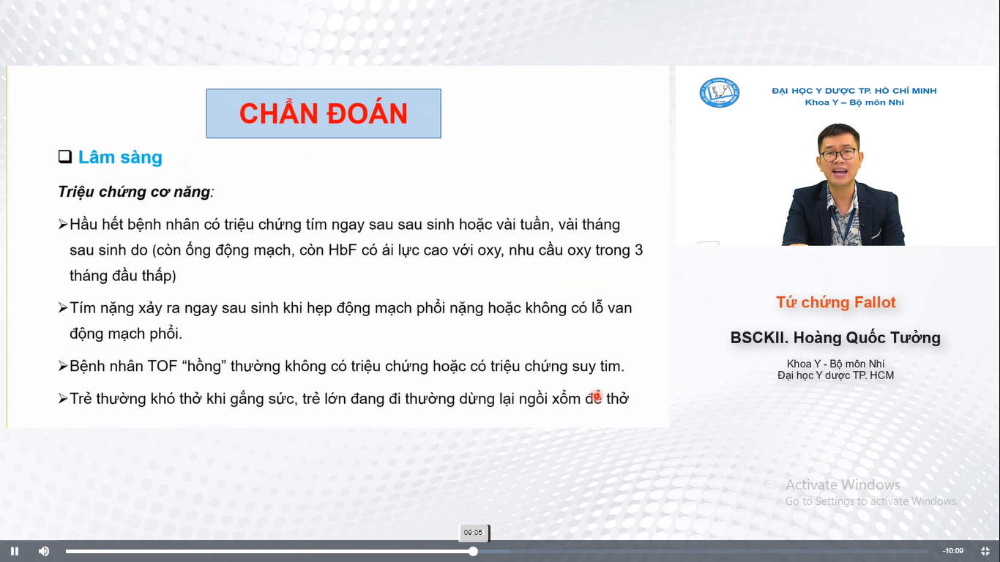 CHẨN ĐOÁN
Lâm sàng
Triệu chứng cơ năng:
Hầu hết bệnh nhân có triệu chứng tím ngay sau sau sinh hoặc vài tuần, vài tháng
sau sinh do (còn ống động mạch, còn HbF có ái lực cao với oxy, nhu cầu oxy trong 3
tháng đầu thấp)
Tím nặng xảy ra ngay sau sinh khi hẹp động mạch phổi nặng hoặc không có lỗ van
động mạch phổi.
Bệnh nhân TOF “hồng” thường không có triệu chứng hoặc có triệu chứng suy tim.
Trẻ thường khó thở khi gắng sức, trẻ lớn đang đi thường dừng lại ngồi xổm để thở
ĐẠI HỌC Y DƯỢC TP. HỒ CHÍ MINH
Khoa Y – Bộ môn Nhi
Tứ chứng Fallot
BSCKII. Hoàng Quốc Tưởng
Khoa Y - Bộ môn Nhi
Đại học Y dược TP. HCM
Activate Windows
Go to Settings to activate Windows.
09:05
-10:09